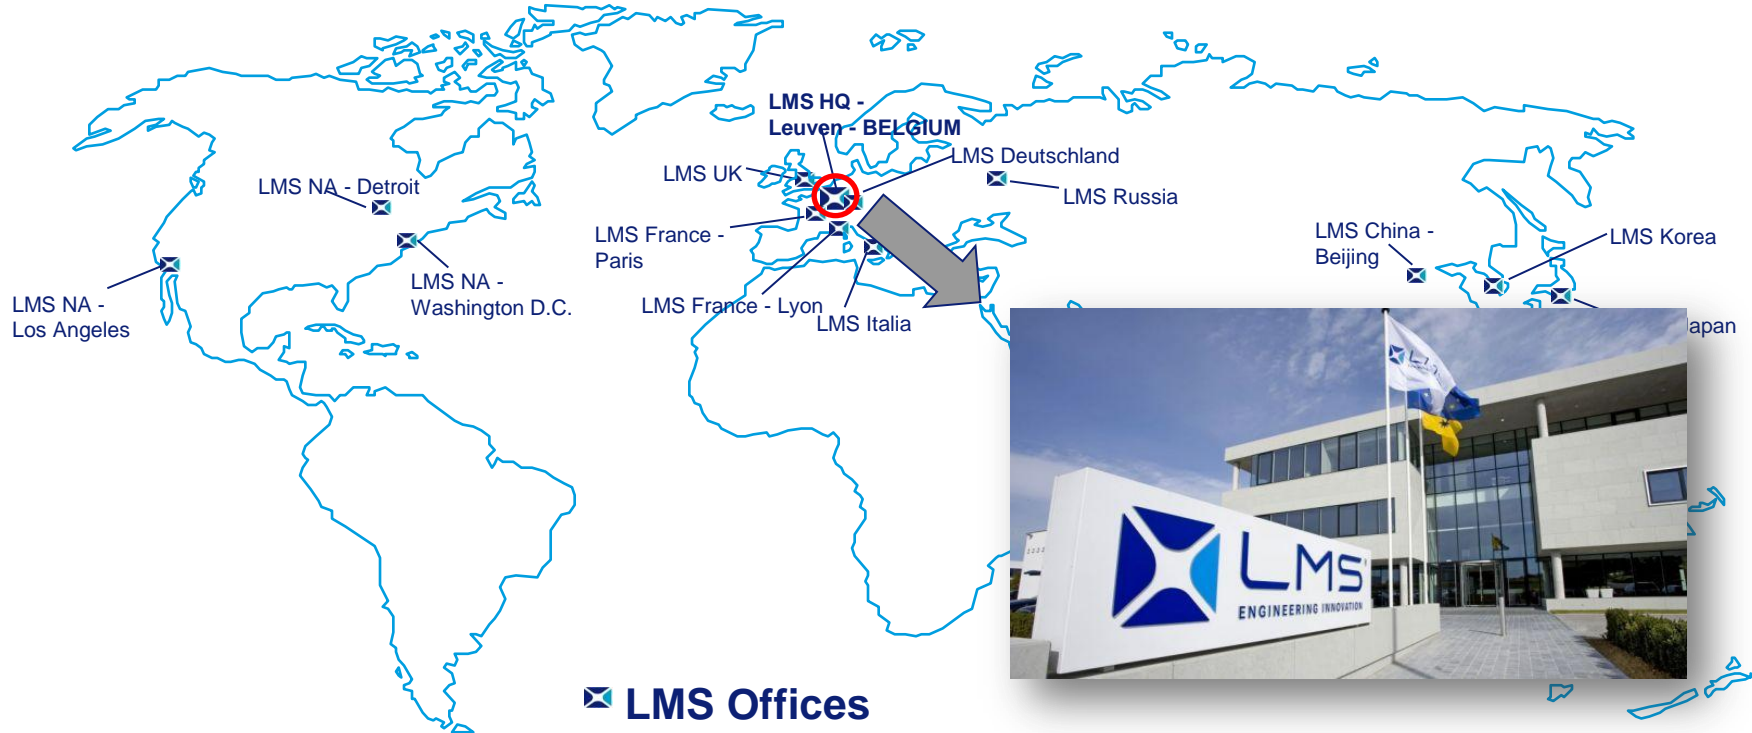 LMS HQ -
Leuven - BELGIUM
LMS Deutschland
LMS UK
LMS NA - Detroit
LMS Russia
LMS France -
Paris
LMS China -
Beijing
LMS Korea
LMS NA -
Washington D.C.
LMS NA -
Los Angeles
LMS France - Lyon
LMS Italia
apan
LMS
LMS
ENGINEERING INNOVATION
LMS Offices